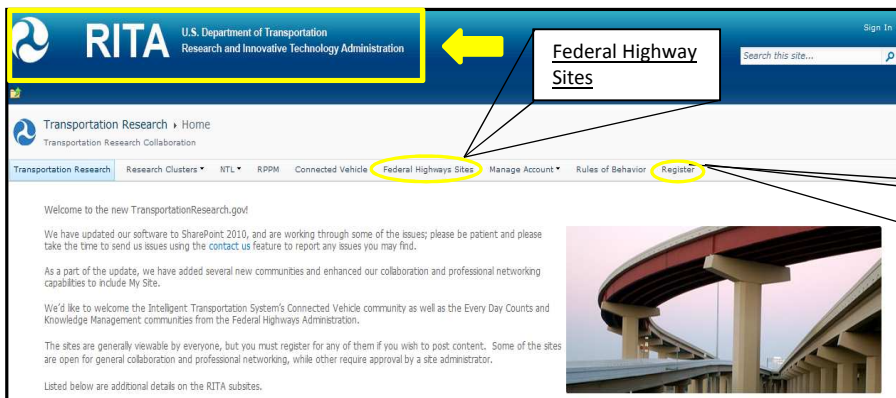 RITA
U.S. Department of Transportation
Research and Innovative Technology Administration
Sign In
Search this site...
Federal Highway
Sites
Transportation Research › Home
Transportation Research Collaboration
Transportation Research Research Clusters NTL RPPM Connected Vehicle Federal Highways Sites Manage Account Rules of Behavior Register
Welcome to the new TransportationResearch.gov!
We have updated our software to SharePoint 2010, and are working through some of the issues; please be patient and please
take the time to send us issues using the contact us feature to report any issues you may find.
As a part of the update, we have added several new communities and enhanced our collaboration and professional networking
capabilities to include My Site.
We'd like to welcome the Intelligent Transportation System's Connected Vehicle community as well as the Every Day Counts and
Knowledge Management communities from the Federal Highways Administration.
The sites are generally viewable by everyone, but you must register for any of them if you wish to post content. Some of the sites
are open for general collaboration and professional networking, while other require approval by a site administrator.
Listed below are additional details on the RITA subsites.